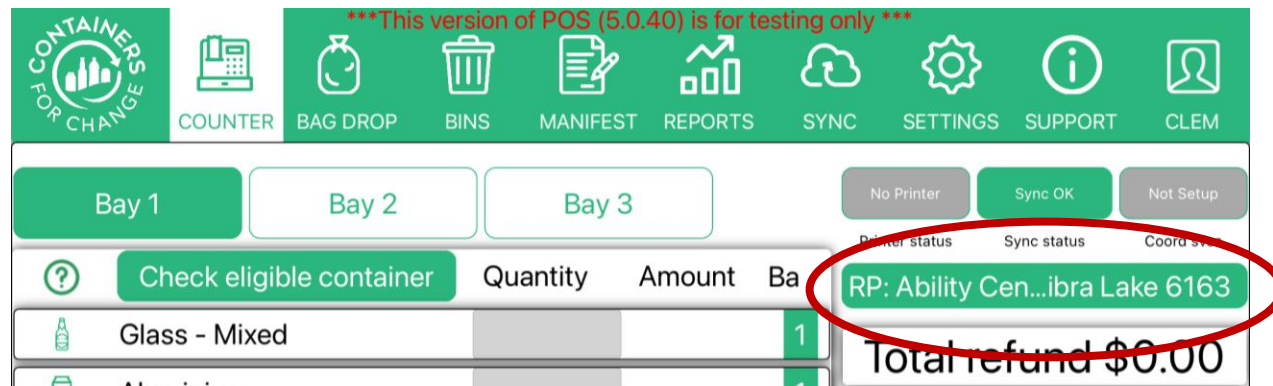 ***This version of POS (5.0.40) is for testing only ***
CONTAINERS
FOR CHANGE
COUNTER BAG DROP BINS MANIFEST REPORTS SYNC SETTINGS SUPPORT CLEM
Bay 1 Bay 2 Bay 3
No Printer Sync OK Not Setup
Printer status Sync status Coord
Check eligible container Quantity Amount Ba
RP: Ability Cen...ibra Lake 6163
Glass - Mixed 1
Total refund $0.00